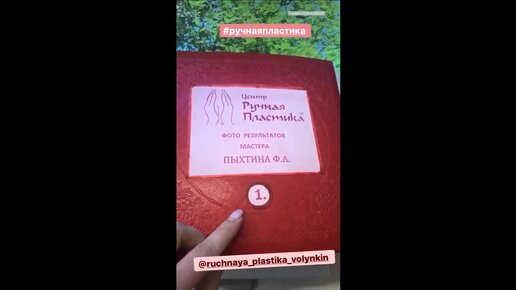 #ручнаяпластика
Центр
Ручная
Пластика
ФОТО РЕЗУЛЬТАТОВ
МАСТЕРА
ПЫХТИНА Ф.А.
1.
@ruchnaya_plastika_volynkin